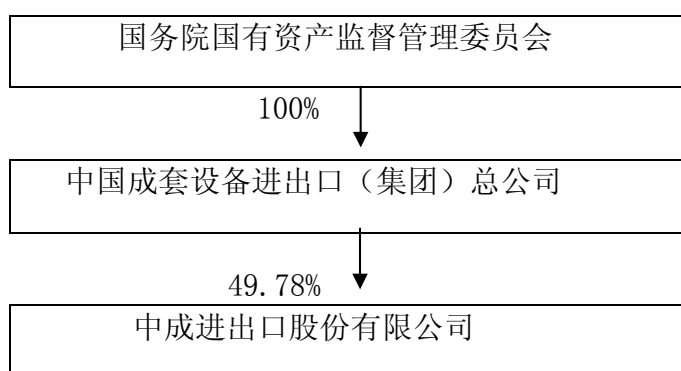 国务院国有资产监督管理委员会
100%
中国成套设备进出口（集团）总公司
49.78%
中成进出口股份有限公司